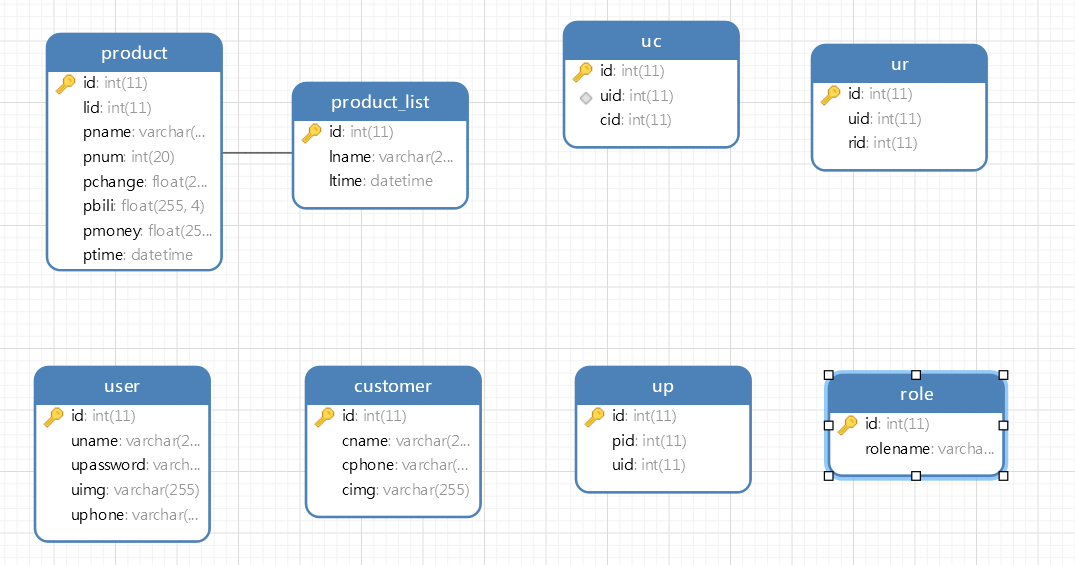 product
id: int(11)
lid: int(11)
pname: varchar(...
pnum: int(20)
pchange: float(2...
pbili: float(255, 4)
pmoney: float(25...
ptime: datetime
product_list
id: int(11)
lname: varchar(2...
ltime: datetime
uc
id: int(11)
uid: int(11)
cid: int(11)
ur
id: int(11)
uid: int(11)
rid: int(11)
user
id: int(11)
uname: varchar(2...
upassword: varch...
uimg: varchar(255)
uphone: varchar(...
customer
id: int(11)
cname: varchar(2...
cphone: varchar(...
cimg: varchar(255)
up
id: int(11)
pid: int(11)
uid: int(11)
role
id: int(11)
rolename: varcha...